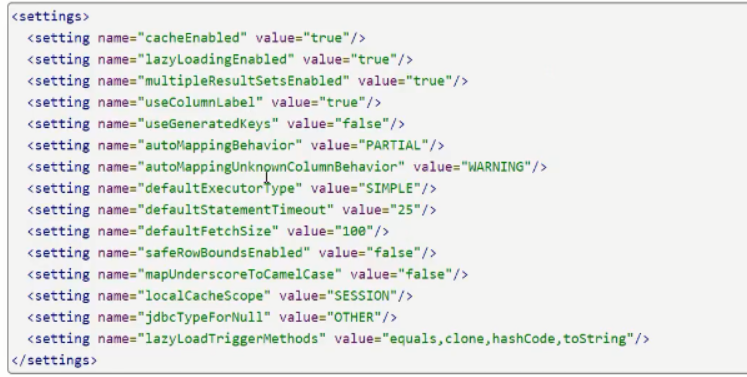 <settings>
<setting name="cacheEnabled" value="true"/>
<setting name="lazyLoadingEnabled" value="true"/>
<setting name="multipleResultSetsEnabled" value="true"/>
<setting name="useColumnLabel" value="true"/>
<setting name="useGeneratedKeys" value="false"/>
<setting name="autoMappingBehavior" value="PARTIAL"/>
<setting name="autoMappingUnknownColumnBehavior" value="WARNING"/>
<setting name="defaultExecutorType" value="SIMPLE"/>
<setting name="defaultStatementTimeout" value="25"/>
<setting name="defaultFetchSize" value="100"/>
<setting name="safeRowBoundsEnabled" value="false"/>
<setting name="mapUnderscoreToCamelCase" value="false"/>
<setting name="localCacheScope" value="SESSION"/>
<setting name="jdbcTypeForNull" value="OTHER"/>
<setting name="lazyLoadTriggerMethods" value="equals,clone,hashCode,toString"/>
</settings>